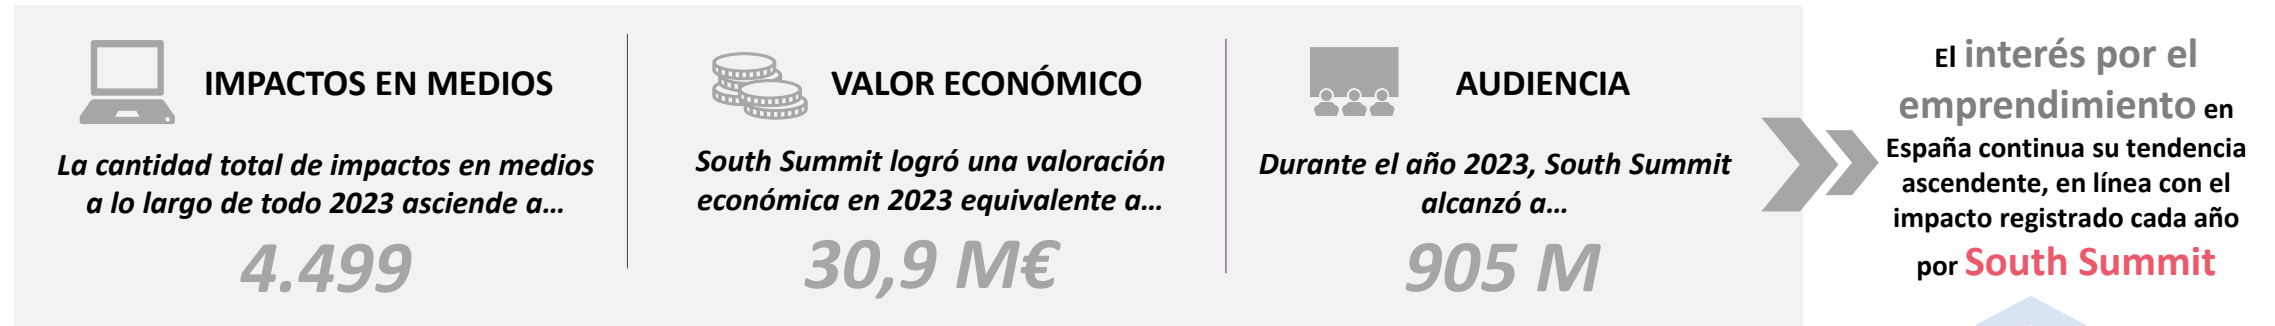 IMPACTOS EN MEDIOS
La cantidad total de impactos en medios
a lo largo de todo 2023 asciende a...
4.499
VALOR ECONÓMICO
South Summit logró una valoración
económica en 2023 equivalente a...
30,9 M€
AUDIENCIA
Durante el año 2023, South Summit
alcanzó a...
905 M
El interés por el
emprendimiento en
España continua su tendencia
ascendente, en línea con el
impacto registrado cada año
por South Summit